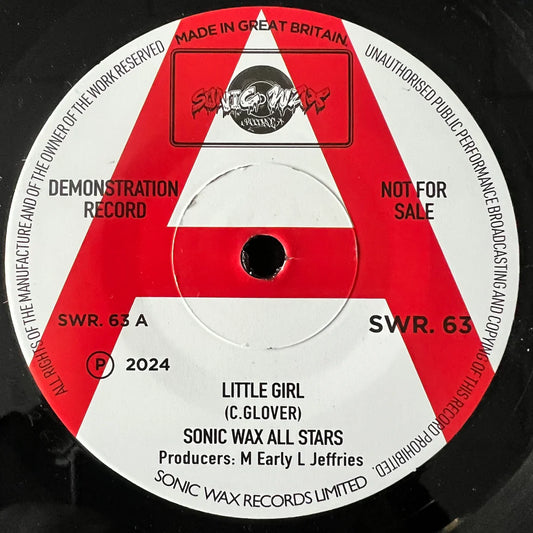 MADE IN GREAT BRITAIN.
SONIC WAX
ALL RIGHTS OF THE MANUFACTURE AND OF THE OWNER OF THE WORK RESERVED
UNAUTHORISED PUBLIC PERFORMANCE BROADCASTING AND COPYING OF THIS RECORD PROHIBITED.
DEMONSTRATION
RECORD
NOT FOR
SALE
SWR. 63 A
SWR. 63
P 2024
LITTLE GIRL
(C.GLOVER)
SONIC WAX ALL STARS
Producers: M Early L Jeffries
SONIC WAX RECORDS LIMITED
A